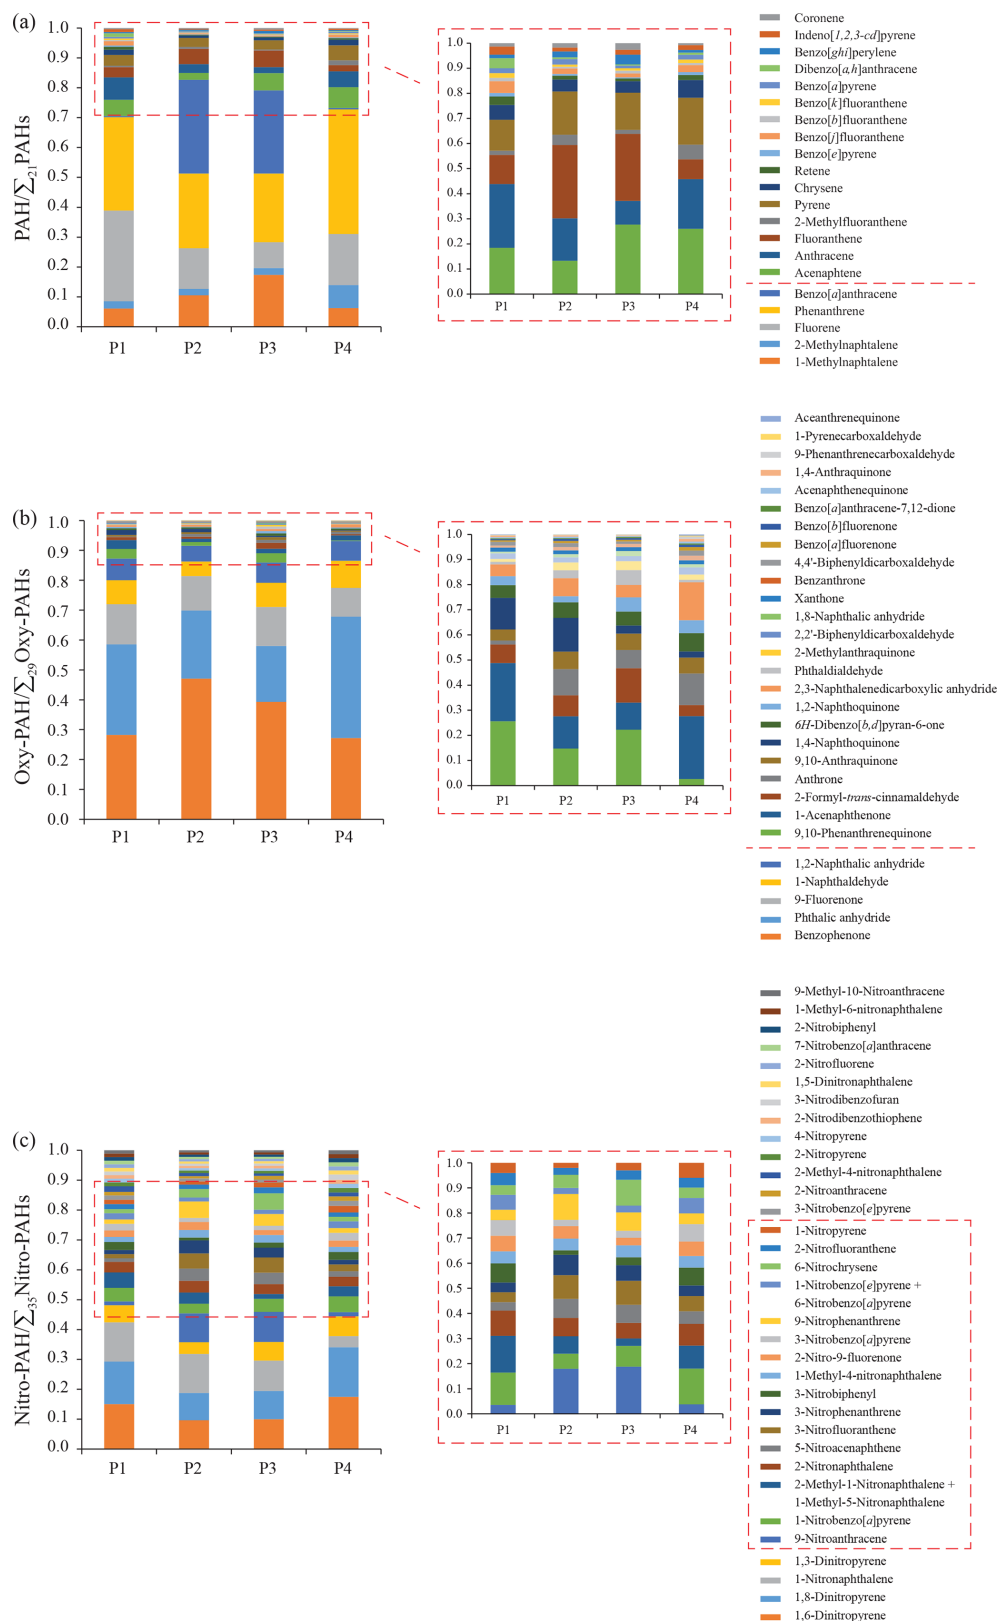 (a)
PAH/∑21PAHs
1.0
0.9
0.8
0.7
0.6
0.5
0.4
0.3
0.2
0.1
0.0
P1 P2 P3 P4
1.0
0.9
0.8
0.7
0.6
0.5
0.4
0.3
0.2
0.1
0.0
P1 P2 P3 P4
Coronene
Indeno[1,2,3-cd]pyrene
Benzo[ghi]perylene
Dibenzo[a,h]anthracene
Benzo[a]pyrene
Benzo[k]fluoranthene
Benzo[b]fluoranthene
Benzo[j]fluoranthene
Benzo[e]pyrene
Retene
Chrysene
Pyrene
2-Methylfluoranthene
Fluoranthene
Anthracene
Acenaphtene
Benzo[a]anthracene
Phenanthrene
Fluorene
2-Methylnaphtalene
1-Methylnaphtalene
(b)
Oxy-PAH/∑29Oxy-PAHs
1.0
0.9
0.8
0.7
0.6
0.5
0.4
0.3
0.2
0.1
0.0
P1 P2 P3 P4
1.0
0.9
0.8
0.7
0.6
0.5
0.4
0.3
0.2
0.1
0.0
P1 P2 P3 P4
Aceanthrenequinone
1-Pyrenecarboxaldehyde
9-Phenanthrenecarboxaldehyde
1,4-Anthraquinone
Acenaphthenequinone
Benzo[a]anthracene-7,12-dione
Benzo[b]fluorenone
Benzo[a]fluorenone
4,4'-Biphenyldicarboxaldehyde
Benzanthrone
Xanthone
1,8-Naphthalic anhydride
2,2'-Biphenyldicarboxaldehyde
2-Methylanthraquinone
Phthaldialdehyde
2,3-Naphthalenedicarboxylic anhydride
1,2-Naphthoquinone
6H-Dibenzo[b,d]pyran-6-one
1,4-Naphthoquinone
9,10-Anthraquinone
Anthrone
2-Formyl-trans-cinnamaldehyde
1-Acenaphthenone
9,10-Phenanthrenequinone
1,2-Naphthalic anhydride
1-Naphthaldehyde
9-Fluorenone
Phthalic anhydride
Benzophenone
(c)
Nitro-PAH/∑35Nitro-PAHs
1.0
0.9
0.8
0.7
0.6
0.5
0.4
0.3
0.2
0.1
0.0
P1 P2 P3 P4
1.0
0.9
0.8
0.7
0.6
0.5
0.4
0.3
0.2
0.1
0.0
P1 P2 P3 P4
9-Methyl-10-Nitroanthracene
1-Methyl-6-nitronaphthalene
2-Nitrobiphenyl
7-Nitrobenzo[a]anthracene
2-Nitrofluorene
1,5-Dinitronaphthalene
3-Nitrodibenzofuran
2-Nitrodibenzothiophene
4-Nitropyrene
2-Nitropyrene
2-Methyl-4-nitronaphthalene
2-Nitroanthracene
3-Nitrobenzo[e]pyrene
1-Nitropyrene
2-Nitrofluoranthene
6-Nitrochrysene
1-Nitrobenzo[e]pyrene +
6-Nitrobenzo[a]pyrene
9-Nitrophenanthrene
3-Nitrobenzo[a]pyrene
2-Nitro-9-fluorenone
1-Methyl-4-nitronaphthalene
3-Nitrobiphenyl
3-Nitrophenanthrene
3-Nitrofluoranthene
5-Nitroacenaphthene
2-Nitronaphthalene
2-Methyl-1-Nitronaphthalene +
1-Methyl-5-Nitronaphthalene
1-Nitrobenzo[a]pyrene
9-Nitroanthracene
1,3-Dinitropyrene
1-Nitronaphthalene
1,8-Dinitropyrene
1,6-Dinitropyrene